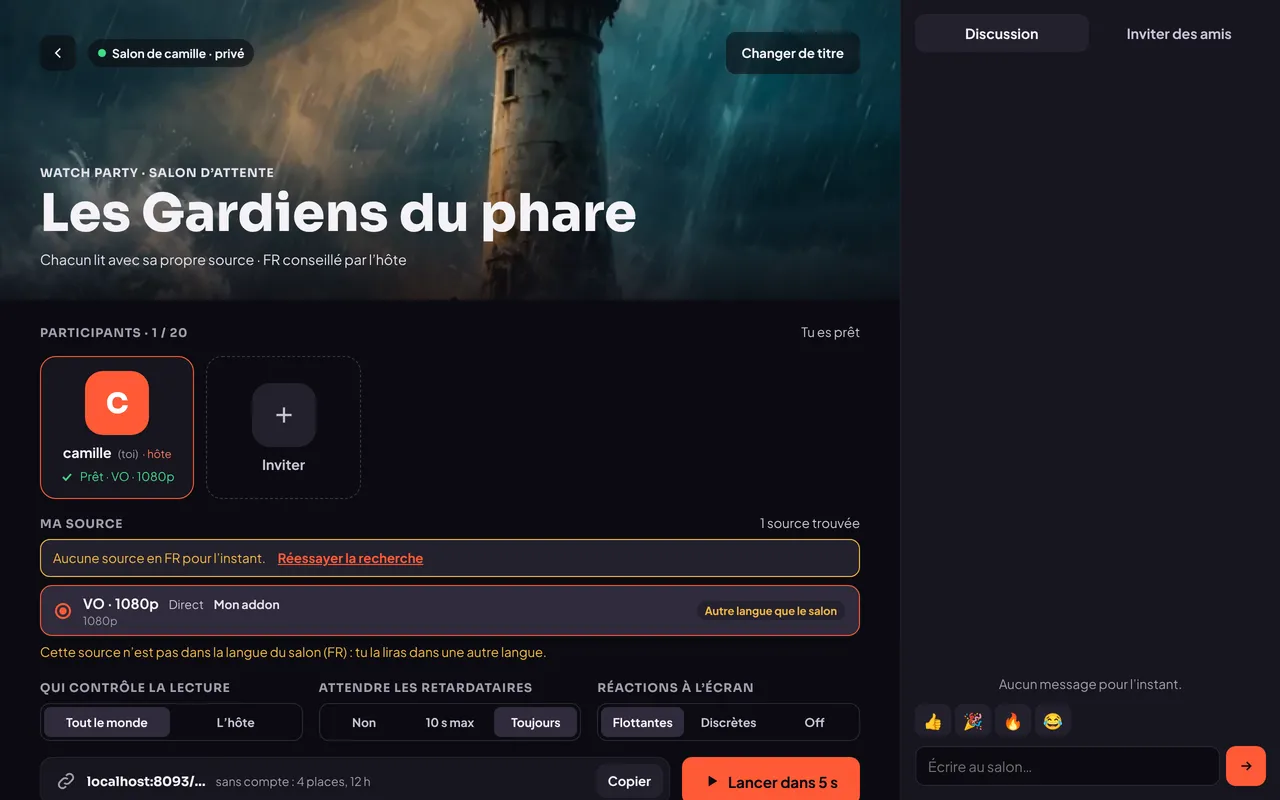 Salon de camille · privé
Changer de titre
WATCH PARTY · SALON D’ATTENTE
Les Gardiens du phare
Chacun lit avec sa propre source · FR conseillé par l’hôte
PARTICIPANTS · 1 / 20
Tu es prêt
C
camille (toi) · hôte
Prêt · VO · 1080p
Inviter
MA SOURCE
1 source trouvée
Aucune source en FR pour l’instant. Réessayer la recherche
VO · 1080p Direct Mon addon
1080p
Autre langue que le salon
Cette source n’est pas dans la langue du salon (FR) : tu la liras dans une autre langue.
QUI CONTRÔLE LA LECTURE
Tout le monde L’hôte
ATTENDRE LES RETARDATAIRES
Non 10 s max Toujours
RÉACTIONS À L’ÉCRAN
Flottantes Discrètes Off
localhost:8093/... sans compte : 4 places, 12 h
Copier
Lancer dans 5 s
Discussion
Inviter des amis
Aucun message pour l’instant.
Écrire au salon…